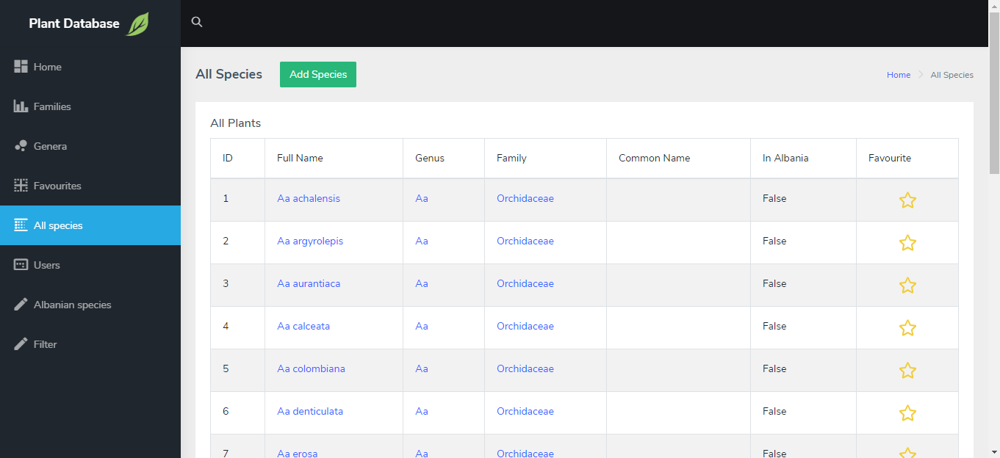 Plant Database
Home
Families
Genera
Favourites
All species
Users
Albanian species
Filter
All Species Add Species Home All Species
All Plants
ID Full Name Genus Family Common Name In Albania Favourite
1 Aa achalensis Aa Orchidaceae False
2 Aa argyrolepis Aa Orchidaceae False
3 Aa aurantiaca Aa Orchidaceae False
4 Aa calceata Aa Orchidaceae False
5 Aa colombiana Aa Orchidaceae False
6 Aa denticulata Aa Orchidaceae False
7 Aa erosa Aa Orchidaceae False